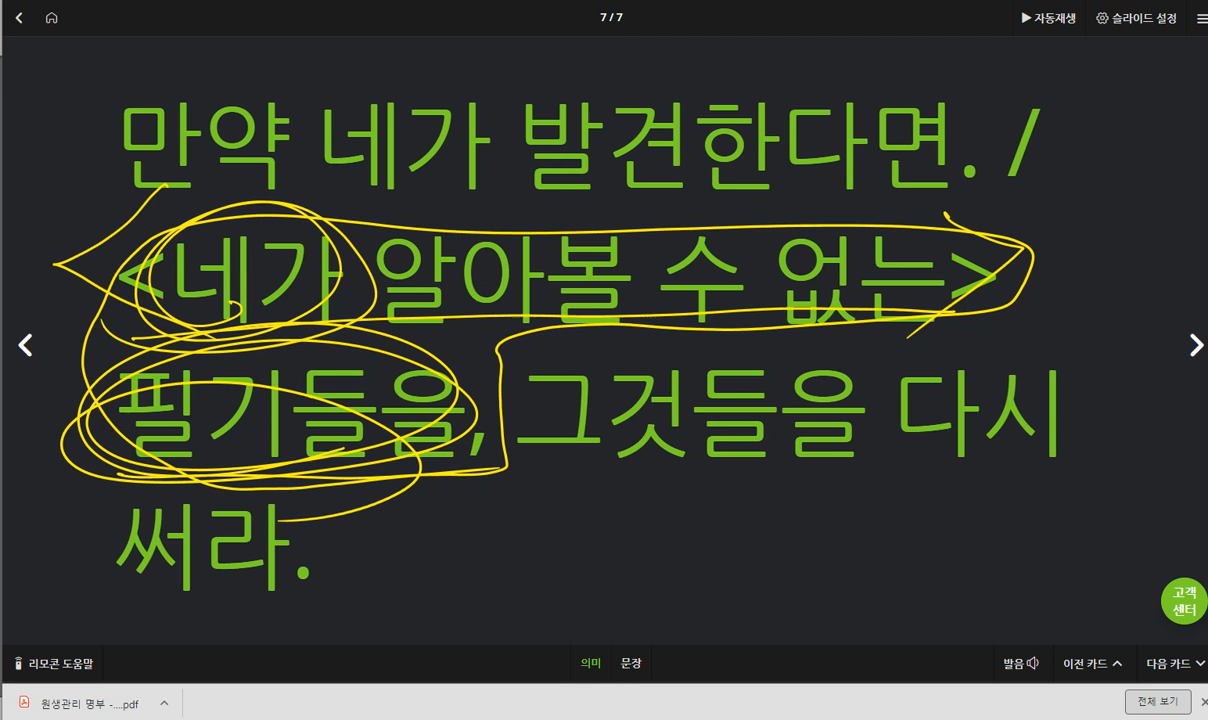 7 / 7
자동재생
슬라이드 설정
만약 네가 발견한다면. /
<네가 알아볼 수 없는>
필기들을, 그것들을 다시
써라.
고객
센터
리모콘 도움말
의미
문장
발음
이전 카드
다음 카드
원생관리 명부 -....pdf
전체 보기